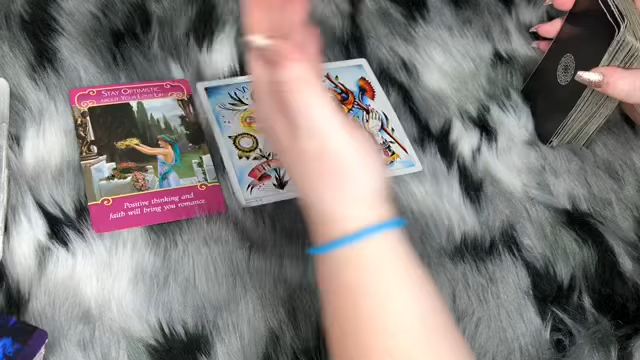 STAY OPTIMISTIC
ABOUT YOUR LOVE LIFE
Positive thinking and
faith will bring you romance.